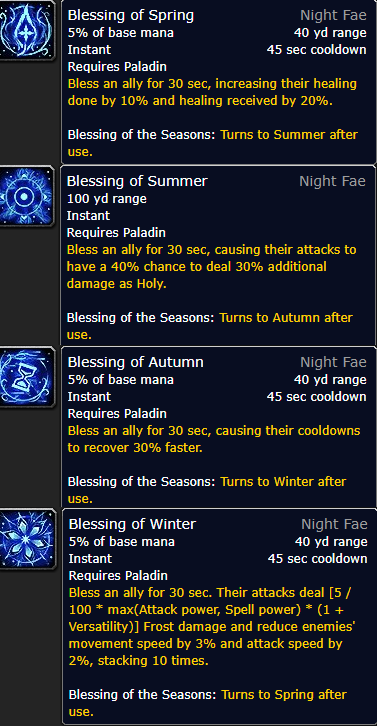 Blessing of Spring Night Fae
5% of base mana 40 yd range
Instant 45 sec cooldown
Requires Paladin
Bless an ally for 30 sec, increasing their healing
done by 10% and healing received by 20%.
Blessing of the Seasons: Turns to Summer after
use.
Blessing of Summer Night Fae
100 yd range
Instant
Requires Paladin
Bless an ally for 30 sec, causing their attacks to
have a 40% chance to deal 30% additional
damage as Holy.
Blessing of the Seasons: Turns to Autumn after
use.
Blessing of Autumn Night Fae
5% of base mana 40 yd range
Instant 45 sec cooldown
Requires Paladin
Bless an ally for 30 sec, causing their cooldowns
to recover 30% faster.
Blessing of the Seasons: Turns to Winter after
use.
Blessing of Winter Night Fae
5% of base mana 40 yd range
Instant 45 sec cooldown
Requires Paladin
Bless an ally for 30 sec. Their attacks deal [5 /
100 * max(Attack power, Spell power) * (1 +
Versatility)] Frost damage and reduce enemies'
movement speed by 3% and attack speed by
2%, stacking 10 times.
Blessing of the Seasons: Turns to Spring after
use.